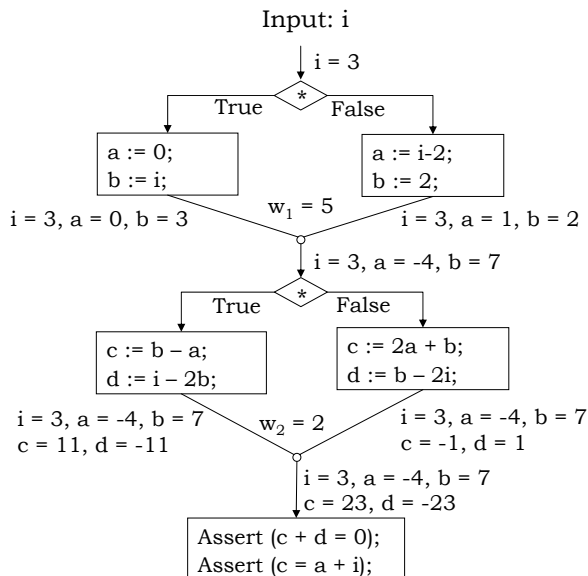 Input: i
i = 3
*
True
False
a := 0;
b := i;
a := i-2;
b := 2;
w1 = 5
i = 3, a = 0, b = 3
i = 3, a = 1, b = 2
i = 3, a = -4, b = 7
*
True
False
c := b – a;
d := i – 2b;
c := 2a + b;
d := b – 2i;
i = 3, a = -4, b = 7
c = 11, d = -11
w2 = 2
i = 3, a = -4, b = 7
c = -1, d = 1
i = 3, a = -4, b = 7
c = 23, d = -23
Assert (c + d = 0);
Assert (c = a + i);